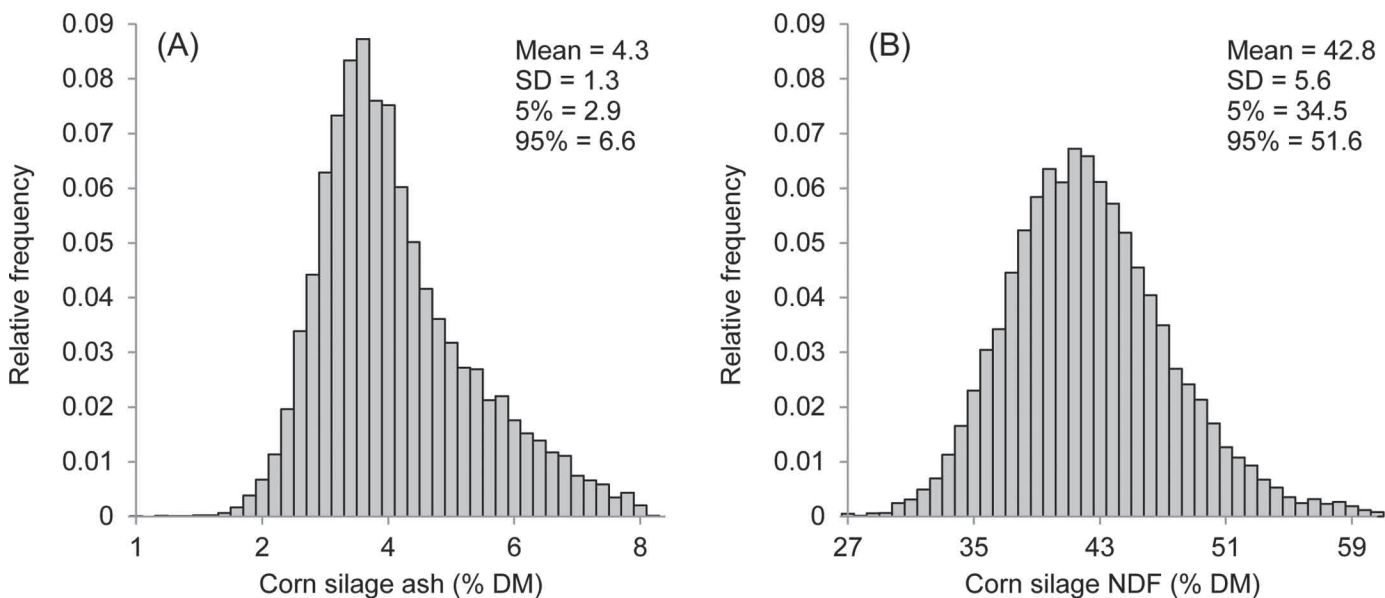 (A)
Mean = 4.3
SD = 1.3
5% = 2.9
95% = 6.6
Relative frequency
0.09
0.08
0.07
0.06
0.05
0.04
0.03
0.02
0.01
0
1 2 4 6 8
Corn silage ash (% DM)
(B)
Mean = 42.8
SD = 5.6
5% = 34.5
95% = 51.6
Relative frequency
0.09
0.08
0.07
0.06
0.05
0.04
0.03
0.02
0.01
0
27 35 43 51 59
Corn silage NDF (% DM)